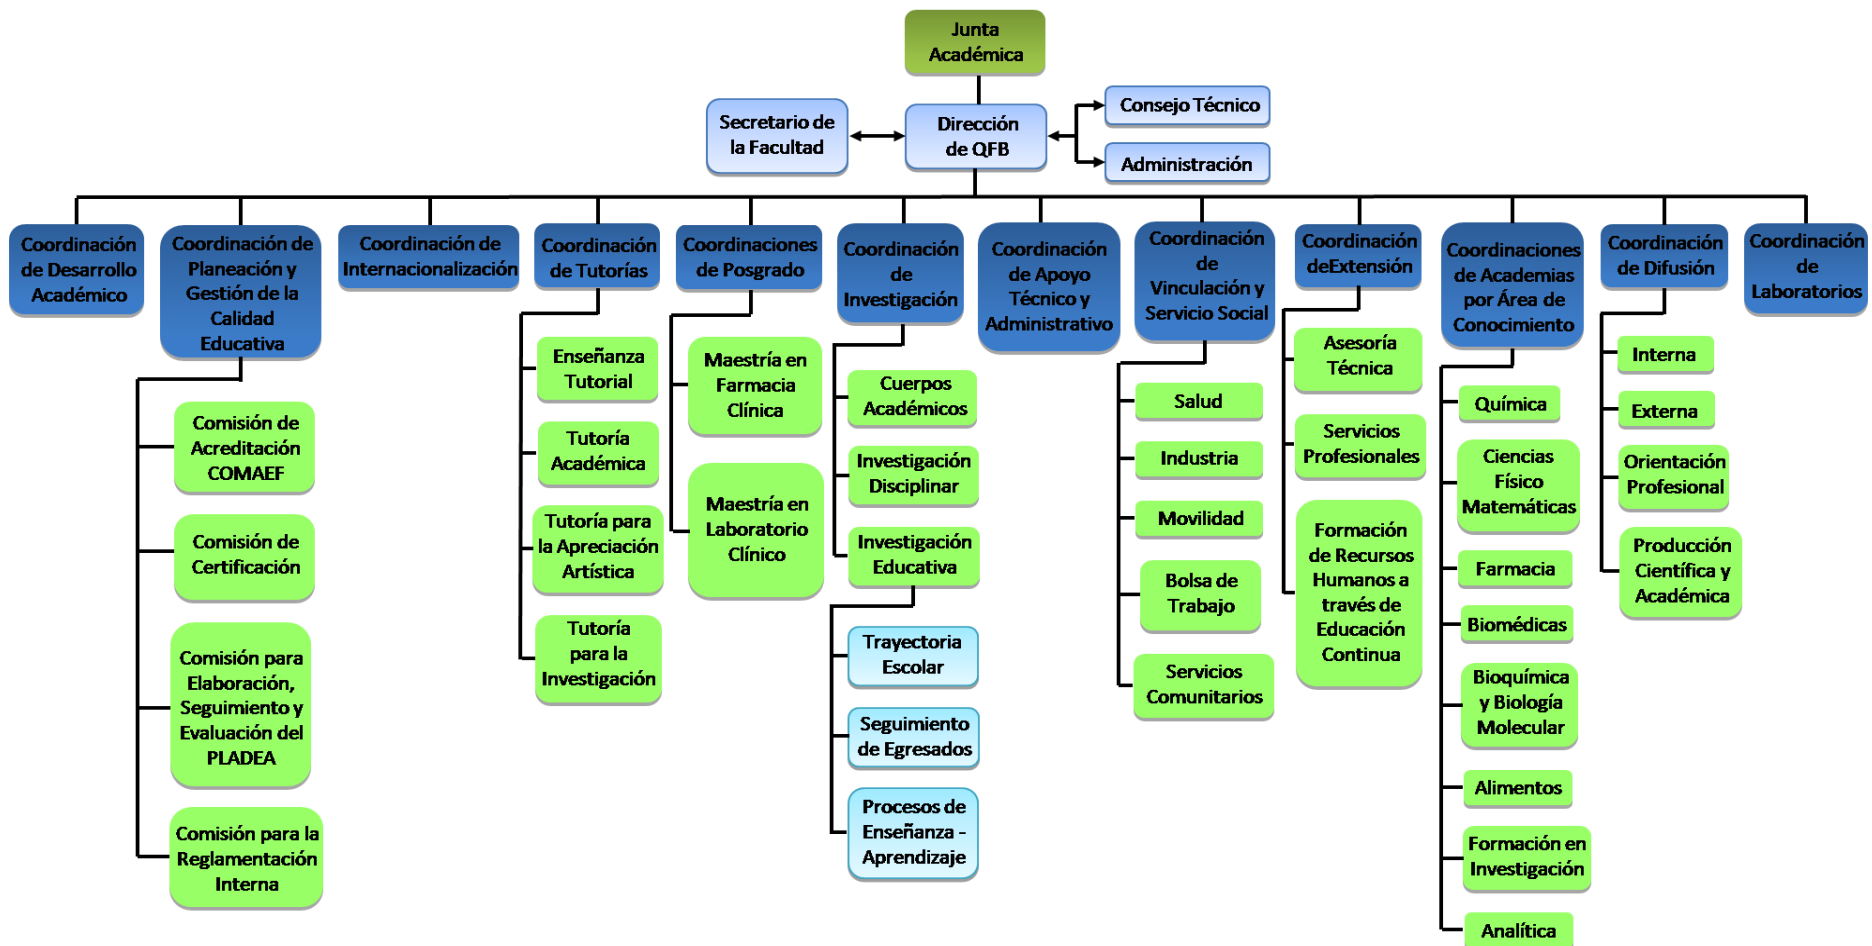 Junta
Académica
Secretario de
la Facultad
Dirección
de QFB
Consejo Técnico
Administración
Coordinación
de Desarrollo
Académico
Coordinación de
Planeación y
Gestión de la
Calidad
Educativa
Coordinación de
Internacionalización
Coordinación
de Tutorías
Coordinaciones
de Posgrado
Coordinación
de
Investigación
Coordinación
de Apoyo
Técnico y
Administrativo
Coordinación
de
Vinculación y
Servicio Social
Coordinación
deExtensión
Coordinaciones
de Academias
por Área de
Conocimiento
Coordinación
de Difusión
Coordinación
de
Laboratorios
Comisión de
Acreditación
COMAEF
Comisión de
Certificación
Comisión para
Elaboración,
Seguimiento y
Evaluación del
PLADEA
Comisión para la
Reglamentación
Interna
Enseñanza
Tutorial
Tutoría
Académica
Tutoría para
la Apreciación
Artística
Tutoría
para la
Investigación
Maestría en
Farmacia
Clínica
Maestría en
Laboratorio
Clínico
Cuerpos
Académicos
Investigación
Disciplinar
Investigación
Educativa
Trayectoria
Escolar
Seguimiento
de Egresados
Procesos de
Enseñanza -
Aprendizaje
Salud
Industria
Movilidad
Bolsa de
Trabajo
Servicios
Comunitarios
Asesoría
Técnica
Servicios
Profesionales
Formación
de Recursos
Humanos a
través de
Educación
Continua
Química
Ciencias
Físico
Matemáticas
Farmacia
Biomédicas
Bioquímica
y Biología
Molecular
Alimentos
Formación en
Investigación
Analítica
Interna
Externa
Orientación
Profesional
Producción
Científica y
Académica